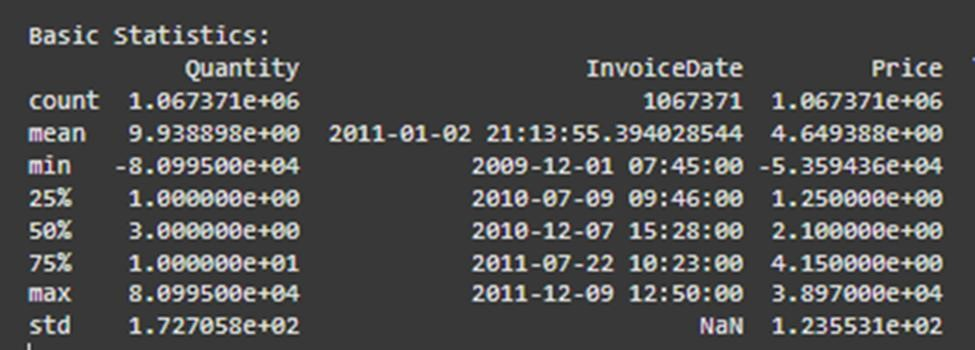 Basic Statistics:
Quantity InvoiceDate Price
count 1.067371e+06 1067371 1.067371e+06
mean 9.938898e+00 2011-01-02 21:13:55.394028544 4.649388e+00
min -8.099500e+04 2009-12-01 07:45:00 -5.359436e+04
25% 1.000000e+00 2010-07-09 09:46:00 1.250000e+00
50% 3.000000e+00 2010-12-07 15:28:00 2.100000e+00
75% 1.000000e+01 2011-07-22 10:23:00 4.150000e+00
max 8.099500e+04 2011-12-09 12:50:00 3.897000e+04
std 1.727058e+02 NaN 1.235531e+02